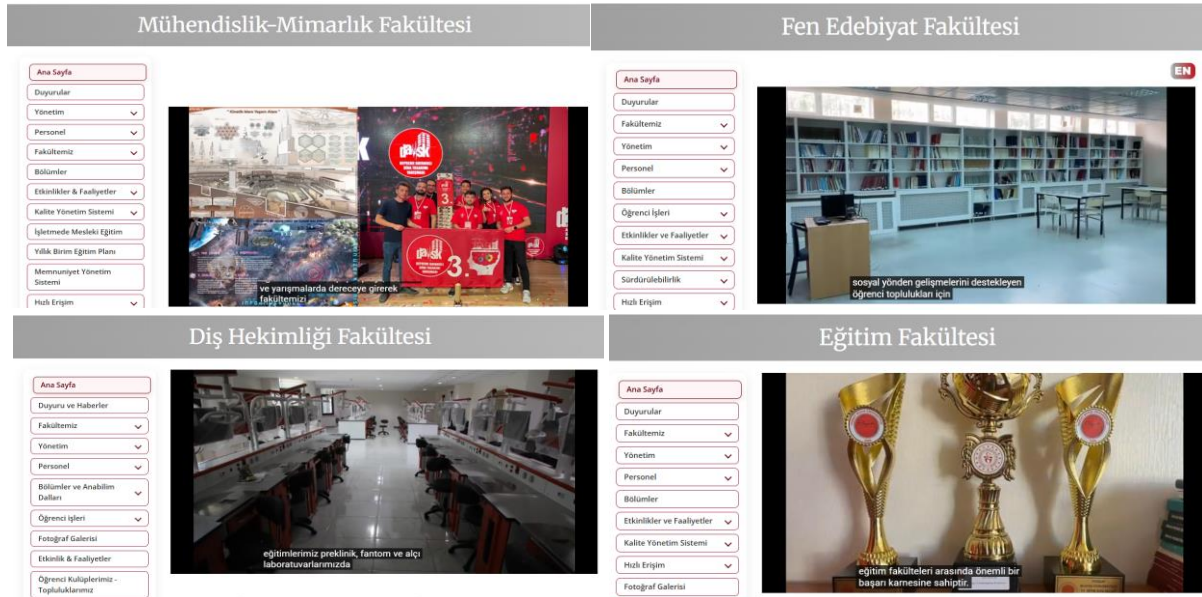 Mühendislik-Mimarlık Fakültesi
Ana Sayfa
Duyurular
Yönetim
Personel
Fakültemiz
Bölümler
Etkinlikler & Faaliyetler
Kalite Yönetim Sistemi
İşletmede Mesleki Eğitim
Yıllık Birim Eğitim Planı
Memnuniyet Yönetim
Sistemi
Hızlı Erişim
3.
3.
ve yarışmalarda dereceye girerek
fakültemizi
Fen Edebiyat Fakültesi
EN
Ana Sayfa
Duyurular
Fakültemiz
Yönetim
Personel
Bölümler
Öğrenci İşleri
Etkinlikler ve Faaliyetler
Kalite Yönetim Sistemi
Sürdürülebilirlik
Hızlı Erişim
sosyal yönden gelişmelerini destekleyen
öğrenci toplulukları için
Diş Hekimliği Fakültesi
Ana Sayfa
Duyuru ve Haberler
Fakültemiz
Yönetim
Personel
Bölümler ve Anabilim
Dalları
Öğrenci işleri
Fotoğraf Galerisi
Etkinlik & Faaliyetler
Öğrenci Kulüplerimiz -
Topluluklarımız
eğitimlerimiz preklinik, fantom ve alçı
laboratuvarlarımızda
Eğitim Fakültesi
Ana Sayfa
Duyurular
Fakültemiz
Yönetim
Personel
Bölümler
Etkinlikler ve Faaliyetler
Kalite Yönetim Sistemi
Hızlı Erişim
Fotoğraf Galerisi
eğitim fakülteleri arasında önemli bir
başarı karnesine sahiptir.